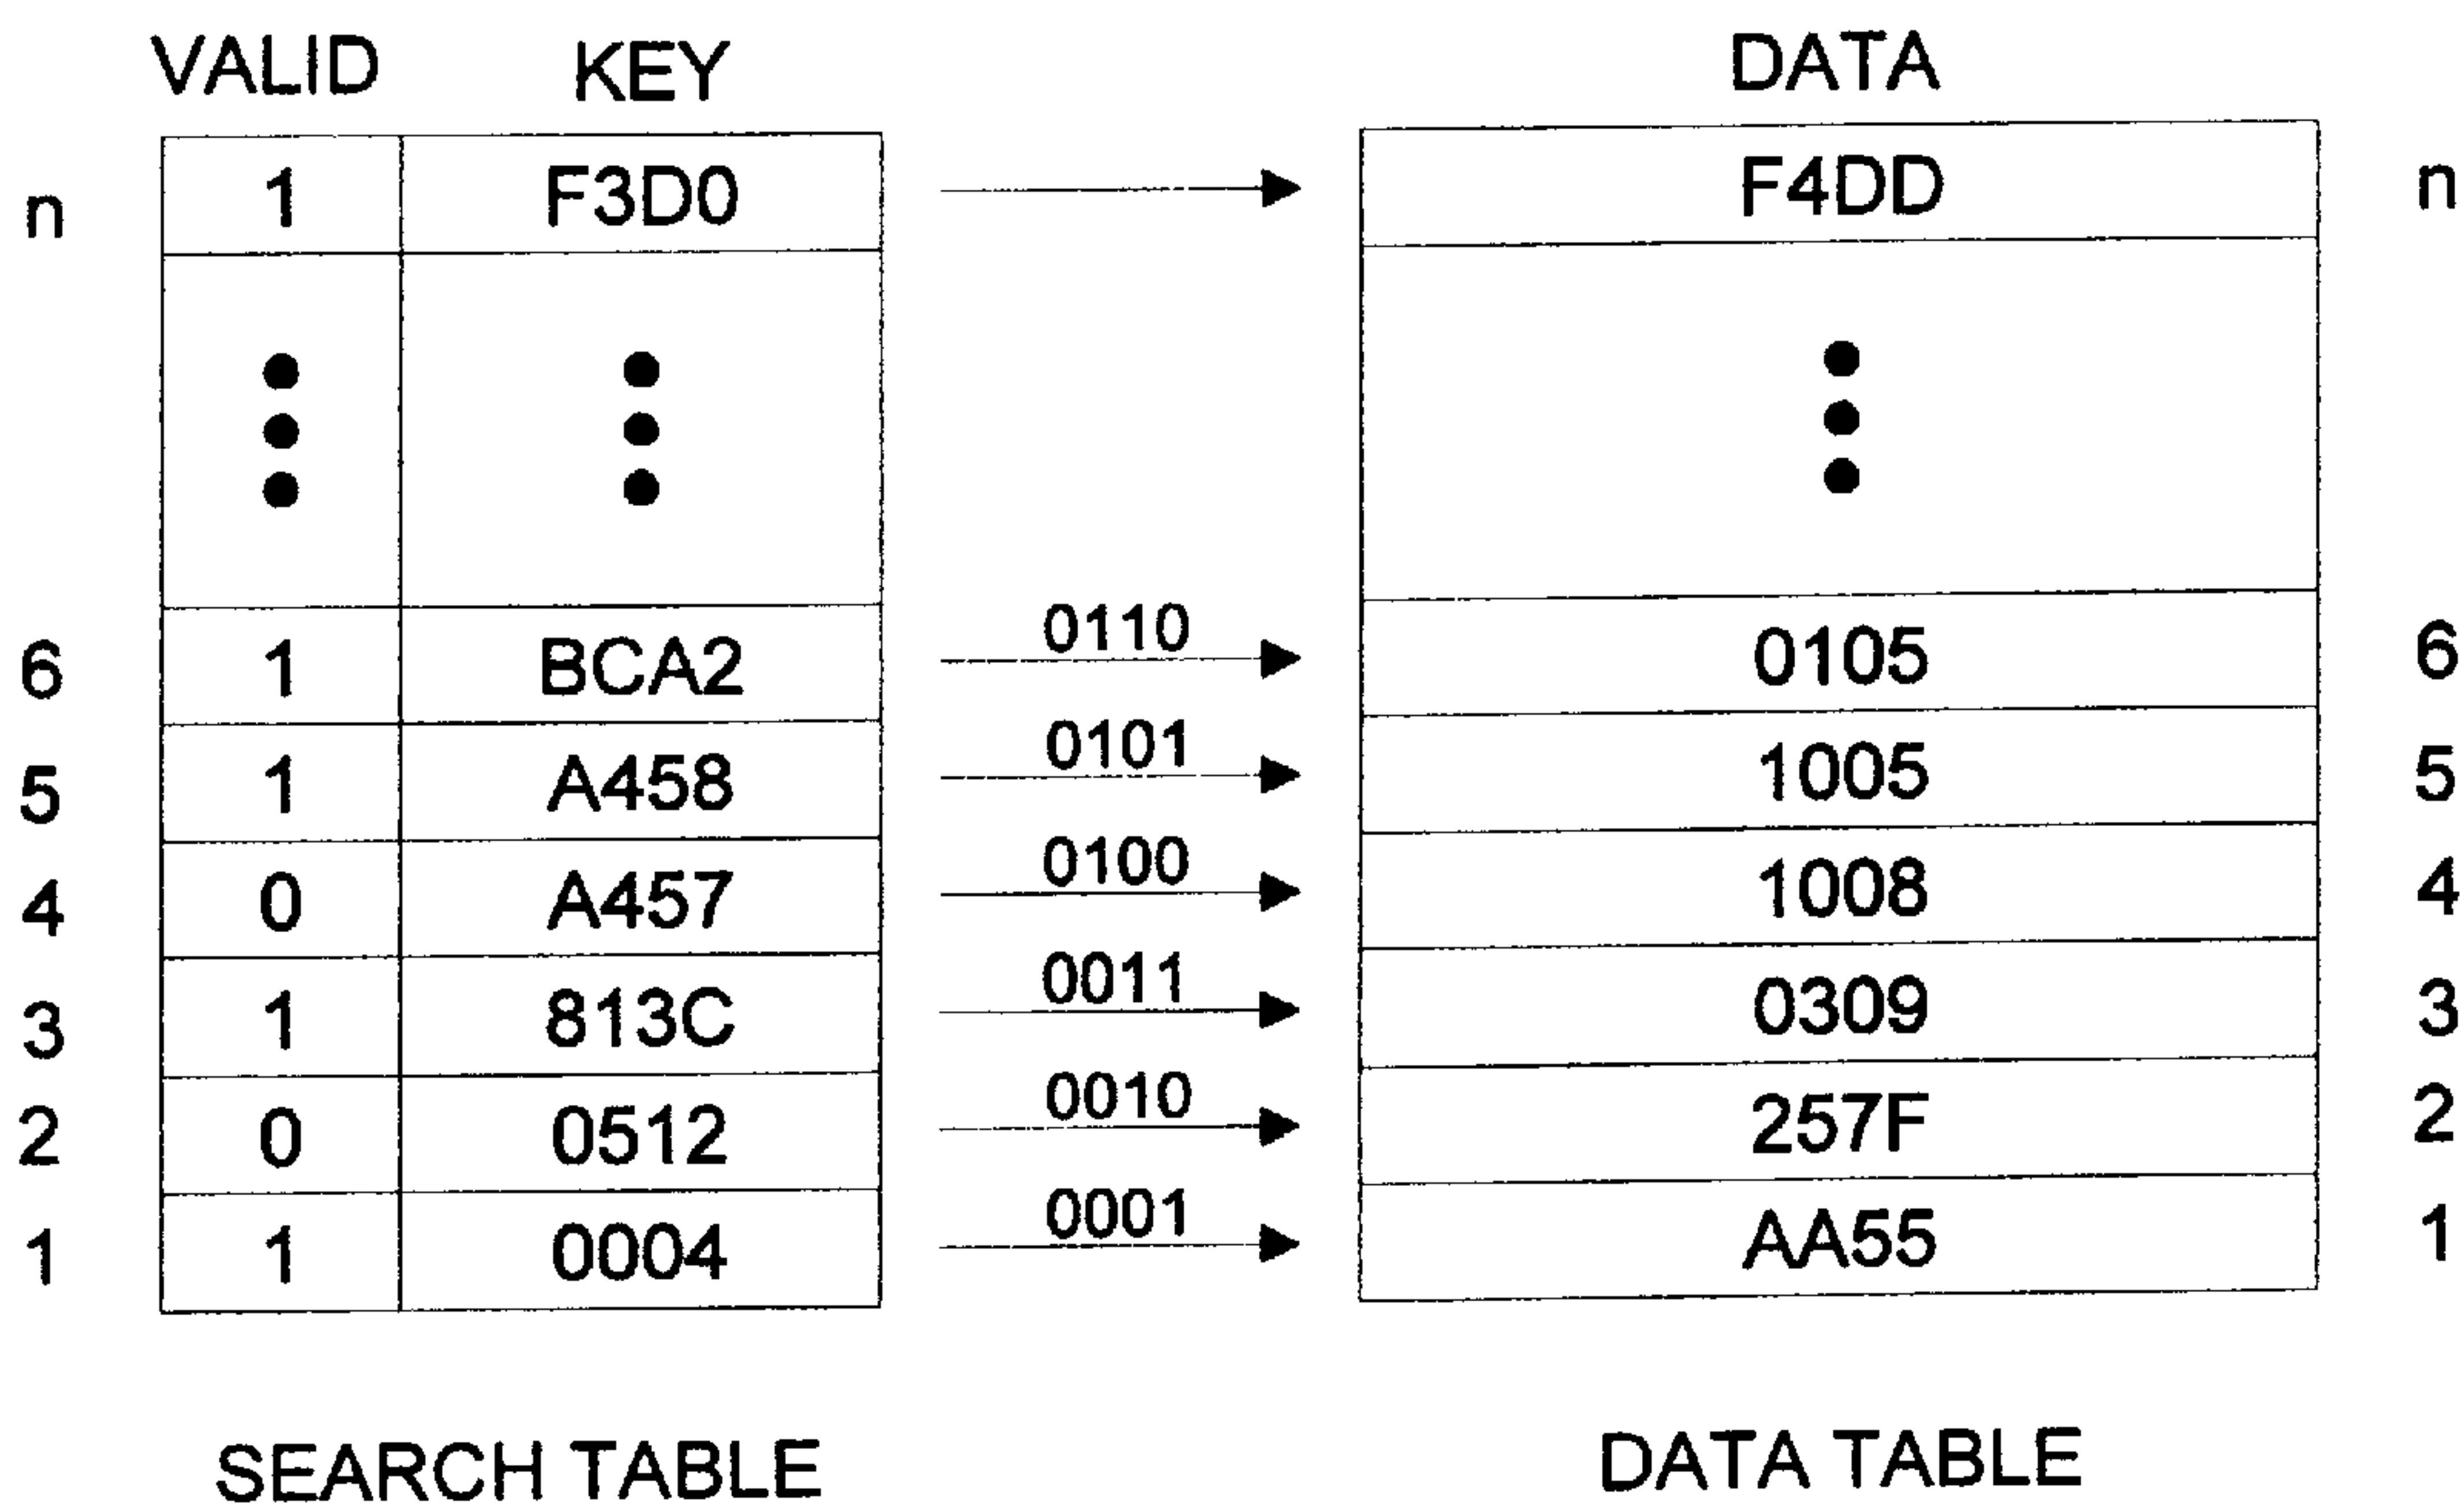 VALID KEY DATA
n 1 F3D0 F4DD n
6 1 BCA2 0110 0105 6
5 1 A458 0101 1005 5
4 0 A457 0100 1008 4
3 1 813C 0011 0309 3
2 0 0512 0010 257F 2
1 1 0004 0001 AA55 1
SEARCH TABLE DATA TABLE